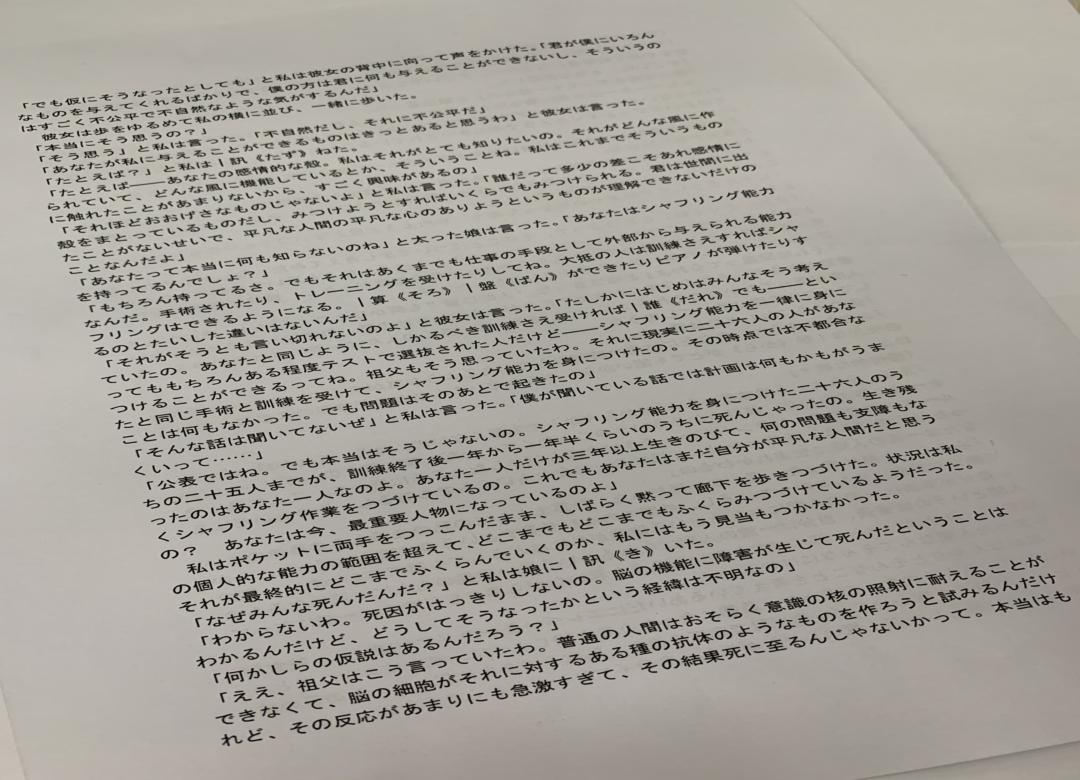 「でも仮にそうなったとしても」と私は彼女の背中に向って声をかけた。「君が僕にいろん
なものを与えてくれるばかりで、僕の方は君に何も与えることができないし、そういうの
はすごく不公平で不自然なような気がするんだ」
彼女は歩をゆるめて私の横に並び、一緒に歩いた。
「本当にそう思うの?」
「そう思う」と私は言った。「不自然だし、それに不公平だ」
「あなたが私に与えることができるものはきっとあると思うわ」と彼女は言った。
「たとえば?」と私は|訊《たず》ねた。
「たとえば――あなたの感情的な殻。私はそれがとても知りたいの。それがどんな風に作
られていて、どんな風に機能しているとか、そういうことね。私はこれまでそういうもの
に触れたことがあまりないから、すごく興味があるの」
「それほどおおげさなものじゃないよ」と私は言った。「誰だって多少の差こそあれ感情に
殻をまとっているものだし、みつけようとすればいくらでもみつけられる。君は世間に出
たことがないせいで、平凡な人間の平凡な心のありようというものが理解できないだけの
ことなんだよ」
「あなたって本当に何も知らないのね」と太った娘は言った。「あなたはシャフリング能力
を持ってるんでしょ?」
「もちろん持ってるさ。でもそれはあくまでも仕事の手段として外部から与えられる能力
なんだ。手術されたり、トレーニングを受けたりしてね。大抵の人は訓練さえすればシャ
フリングはできるようになる。|算《そろ》|盤《ばん》ができたりピアノが弾けたりす
るのとたいした違いはないんだ」
「それがそうとも言い切れないのよ」と彼女は言った。「たしかにはじめはみんなそう考え
ていたの。あなたと同じように、しかるべき訓練さえ受ければ|誰《だれ》でも――とい
ってももちろんある程度テストで選抜された人だけど――シャフリング能力を一律に身に
つけることができるってね。祖父もそう思っていたわ。それに現実に二十六人の人があな
たと同じ手術と訓練を受けて、シャフリング能力を身につけたの。その時点では不都合な
ことは何もなかった。でも問題はそのあとで起きたの」
「そんな話は聞いてないぜ」と私は言った。「僕が聞いている話では計画は何もかもがうま
くいって……」
「公表ではね。でも本当はそうじゃないの。シャフリング能力を身につけた二十六人のう
ちの二十五人までが、訓練終了後一年から一年半くらいのうちに死んじゃったの。生き残
ったのはあなた一人なのよ。あなた一人だけが三年以上生きのびて、何の問題も支障もな
くシャフリング作業をつづけているの。これでもあなたはまだ自分が平凡な人間だと思う
の? あなたは今、最重要人物になっているのよ」
私はポケットに両手をつっこんだまま、しばらく黙って廊下を歩きつづけた。状況は私
の個人的な能力の範囲を超えて、どこまでもどこまでもふくらみつづけているようだった。
それが最終的にどこまでふくらんでいくのか、私にはもう見当もつかなかった。
「なぜみんな死んだんだ?」と私は娘に|訊《き》いた。
「わからないわ。死因がはっきりしないの。脳の機能に障害が生じて死んだということは
わかるんだけど、どうしてそうなったかという経緯は不明なの」
「何かしらの仮説はあるんだろう?」
「ええ、祖父はこう言っていたわ。普通の人間はおそらく意識の核の照射に耐えることが
できなくて、脳の細胞がそれに対するある種の抗体のようなものを作ろうと試みるんだけ
れど、その反応があまりにも急激すぎて、その結果死に至るんじゃないかって。本当はも